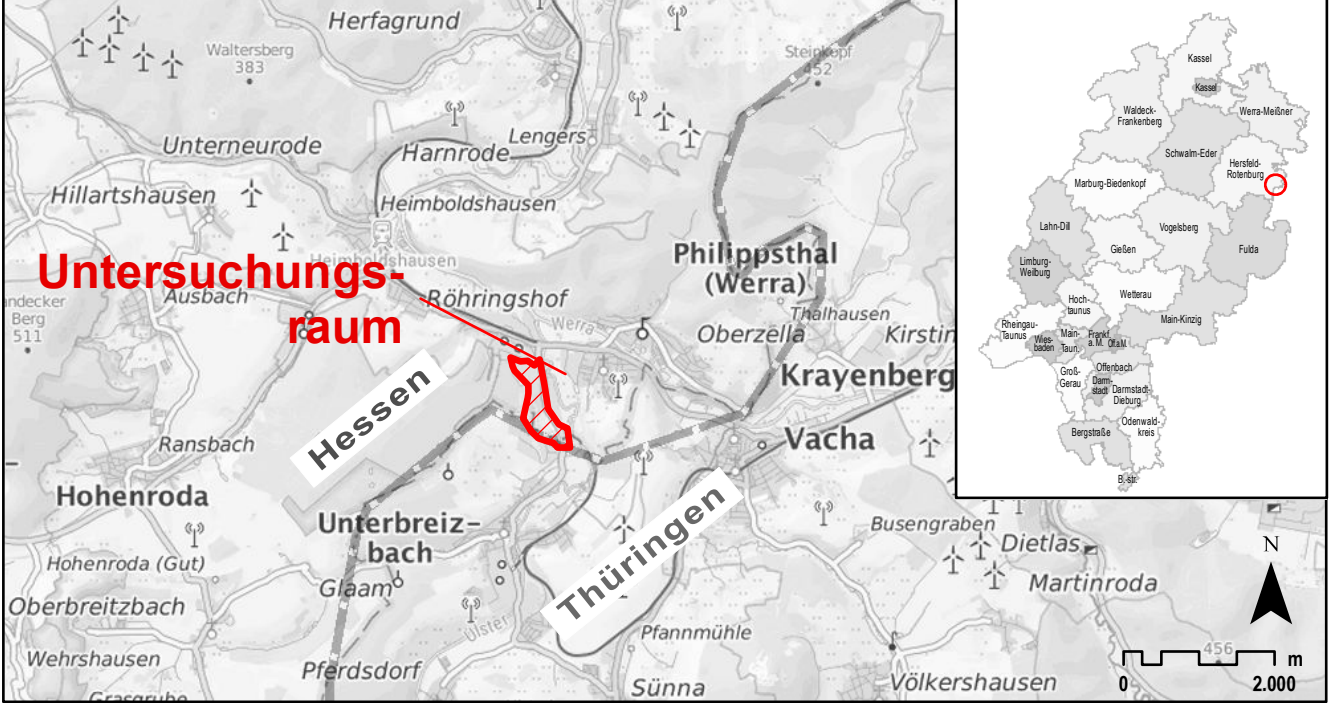 Herfagrund
Waltersberg
383
Steinkopf
452
Lengers
Unterneurode
Harnrode
Hillartshausen
Heimboldshausen
Philippsthal
(Werra)
Heimboldshausen
Untersuchungs-
raum
Ausbach
Röhringshof
andecker
Berg
511
Werra
Oberzella
Thalhausen
Kirstin
Krayenberg
Hessen
Vacha
Ransbach
Hohenroda
Unterbreiz-
bach
Thüringen
Busengraben
Dietlas
Hohenroda (Gut)
Glaam
Martinroda
Oberbreitzbach
Ulster
Pfannmühle
Wehrshausen
Pferdsdorf
Sünna
Völkershausen
Grasgrube
456
N
m
0
2.000
Kassel
Kassel
Werra-Meißner
Waldeck-
Frankenberg
Schwalm-Eder
Hersfeld-
Rotenburg
Marburg-Biedenkopf
Lahn-Dill
Vogelsberg
Gießen
Fulda
Limburg-
Weilburg
Wetterau
Hoch-
taunus
Main-Kinzig
Rheingau-
Taunus
Wies-
baden
Main-
Taun.
Frankf.
a. M.
Off.a.M.
Groß-
Gerau
Offenbach
Darm-
stadt
Darmstadt-
Dieburg
Odenwald-
kreis
Bergstraße
B.-str.